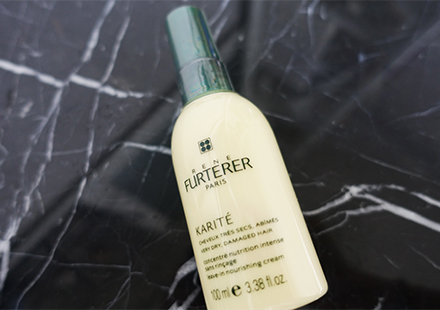 RENE
FURTERER
PARIS
KARITÉ
CHEVEUX TRÈS SECS, ABÎMÉS
VERY DRY, DAMAGED HAIR
concentré nutrition intense
sans rinçage
leave-in nourishing cream
100 ml ℮ 3.38 fl.oz.